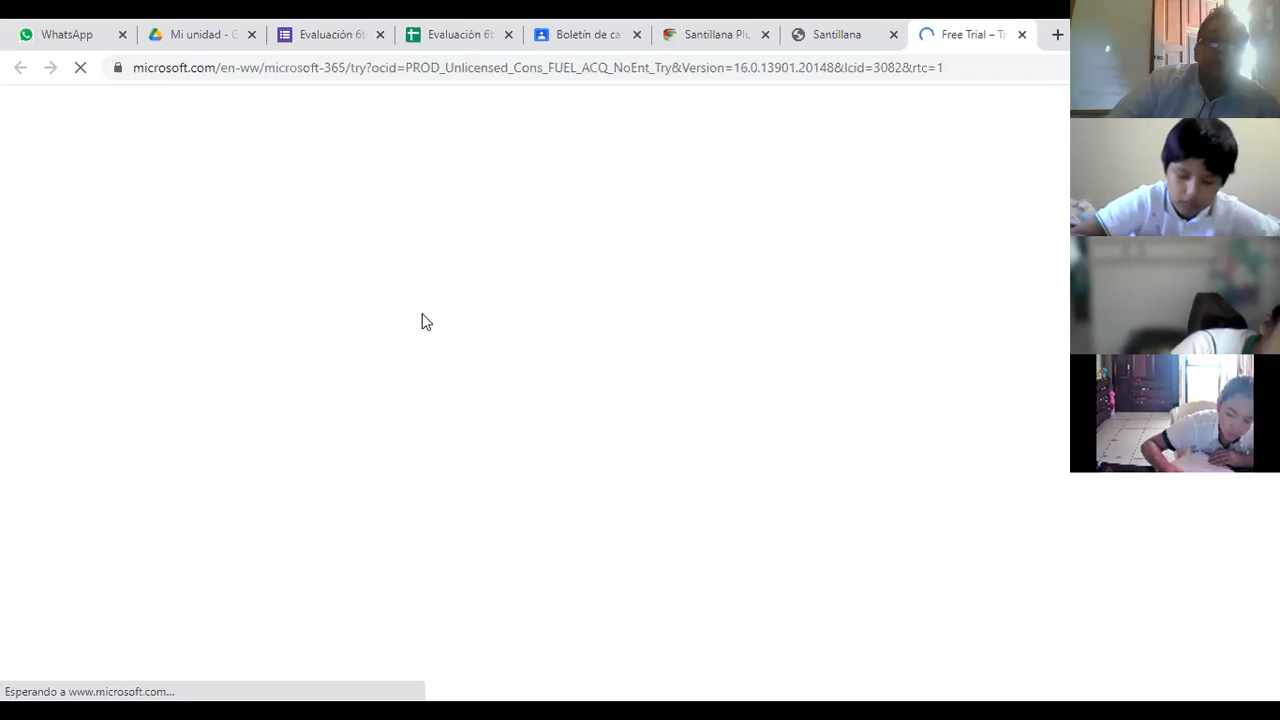 WhatsApp
Mi unidad - G
Evaluación 6t
Evaluación 6t
Boletín de ca
Santillana Plu
Santillana
Free Trial – Tr
microsoft.com/en-ww/microsoft-365/try?ocid=PROD_Unlicensed_Cons_FUEL_ACQ_NoEnt_Try&Version=16.0.13901.20148&lcid=3082&rtc=1
Esperando a www.microsoft.com...